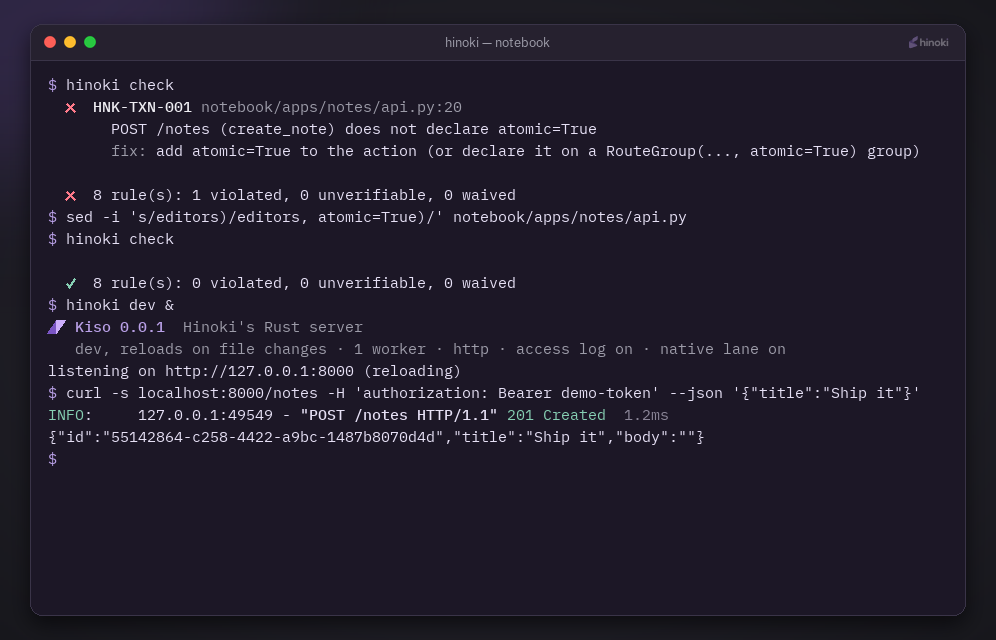 hinoki — notebook
hinoki
$ hinoki check
✗ HNK-TXN-001 notebook/apps/notes/api.py:20
POST /notes (create_note) does not declare atomic=True
fix: add atomic=True to the action (or declare it on a RouteGroup(..., atomic=True) group)
✗ 8 rule(s): 1 violated, 0 unverifiable, 0 waived
$ sed -i 's/editors)/editors, atomic=True)/' notebook/apps/notes/api.py
$ hinoki check
✓ 8 rule(s): 0 violated, 0 unverifiable, 0 waived
$ hinoki dev &
Kiso 0.0.1  Hinoki's Rust server
dev, reloads on file changes · 1 worker · http · access log on · native lane on
listening on http://127.0.0.1:8000 (reloading)
$ curl -s localhost:8000/notes -H 'authorization: Bearer demo-token' --json '{"title":"Ship it"}'
INFO:     127.0.0.1:49549 - "POST /notes HTTP/1.1" 201 Created  1.2ms
{"id":"55142864-c258-4422-a9bc-1487b8070d4d","title":"Ship it","body":""}
$